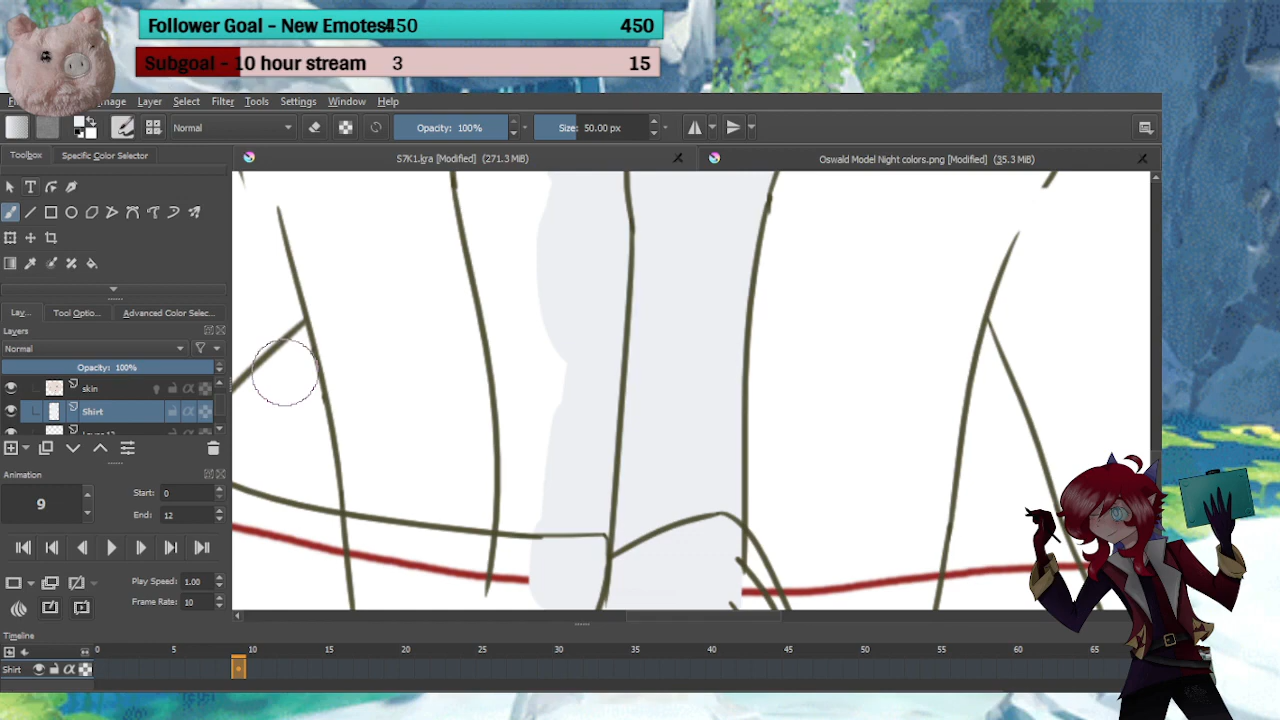 Follower Goal - New Emotes! 450 450
Subgoal - 10 hour stream 3 15
Image Layer Select Filter Tools Settings Window Help
Normal Opacity: 100% Size: 50.00 px
Toolbox Specific Color Selector
S7K1.kra [Modified] (271.3 MiB)
Oswald Model Night colors.png [Modified] (35.3 MiB)
Lay... Tool Optio... Advanced Color Selec...
Layers
Normal
Opacity: 100%
skin
Shirt
Animation
9 Start: 0
End: 12
Play Speed: 1.00
Frame Rate: 10
Timeline
0 5 10 15 20 25 30 35 40 45 50 55 60 65
Shirt